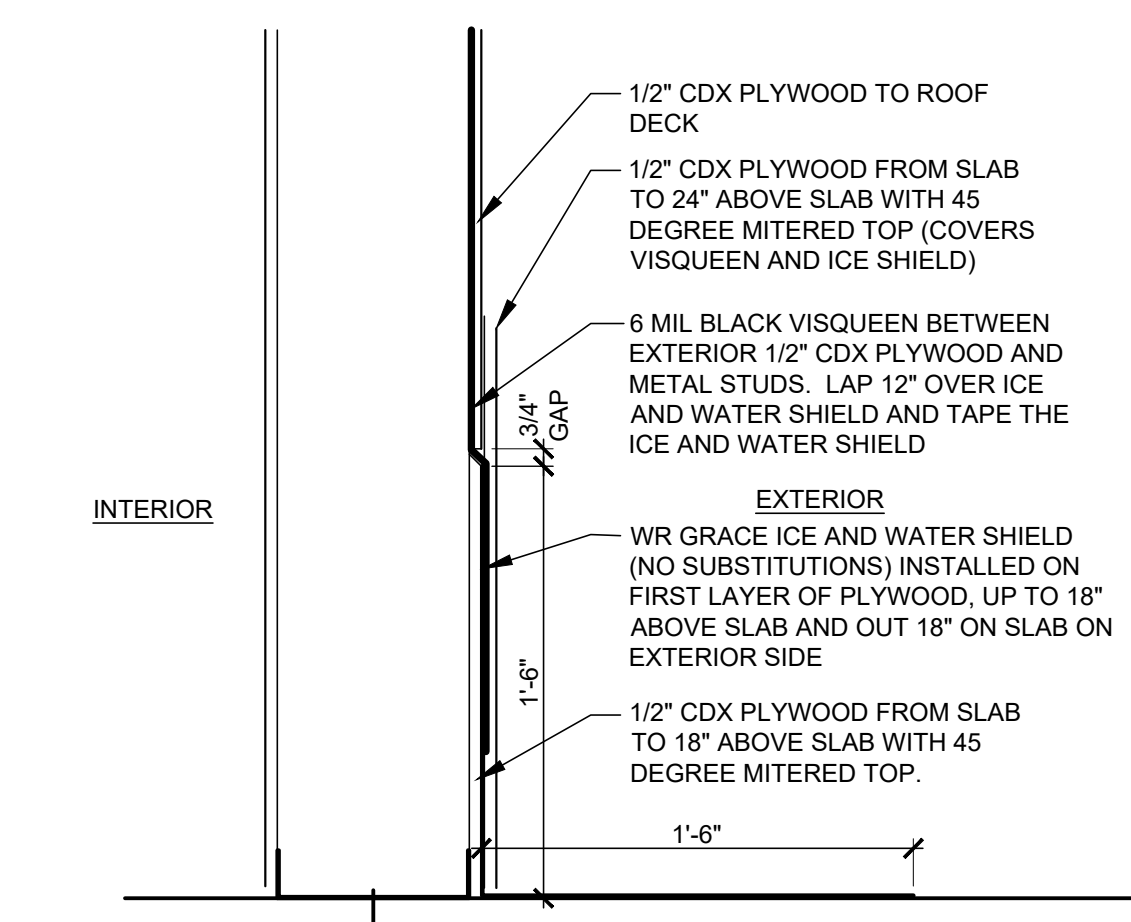 1/2" CDX PLYWOOD TO ROOF
DECK
1/2" CDX PLYWOOD FROM SLAB
TO 24" ABOVE SLAB WITH 45
DEGREE MITERED TOP (COVERS
VISQUEEN AND ICE SHIELD)
6 MIL BLACK VISQUEEN BETWEEN
EXTERIOR 1/2" CDX PLYWOOD AND
METAL STUDS. LAP 12" OVER ICE
AND WATER SHIELD AND TAPE THE
ICE AND WATER SHIELD
3/4"
GAP
INTERIOR
EXTERIOR
WR GRACE ICE AND WATER SHIELD
(NO SUBSTITUTIONS) INSTALLED ON
FIRST LAYER OF PLYWOOD, UP TO 18"
ABOVE SLAB AND OUT 18" ON SLAB ON
EXTERIOR SIDE
1'-6"
1/2" CDX PLYWOOD FROM SLAB
TO 18" ABOVE SLAB WITH 45
DEGREE MITERED TOP.
1'-6"